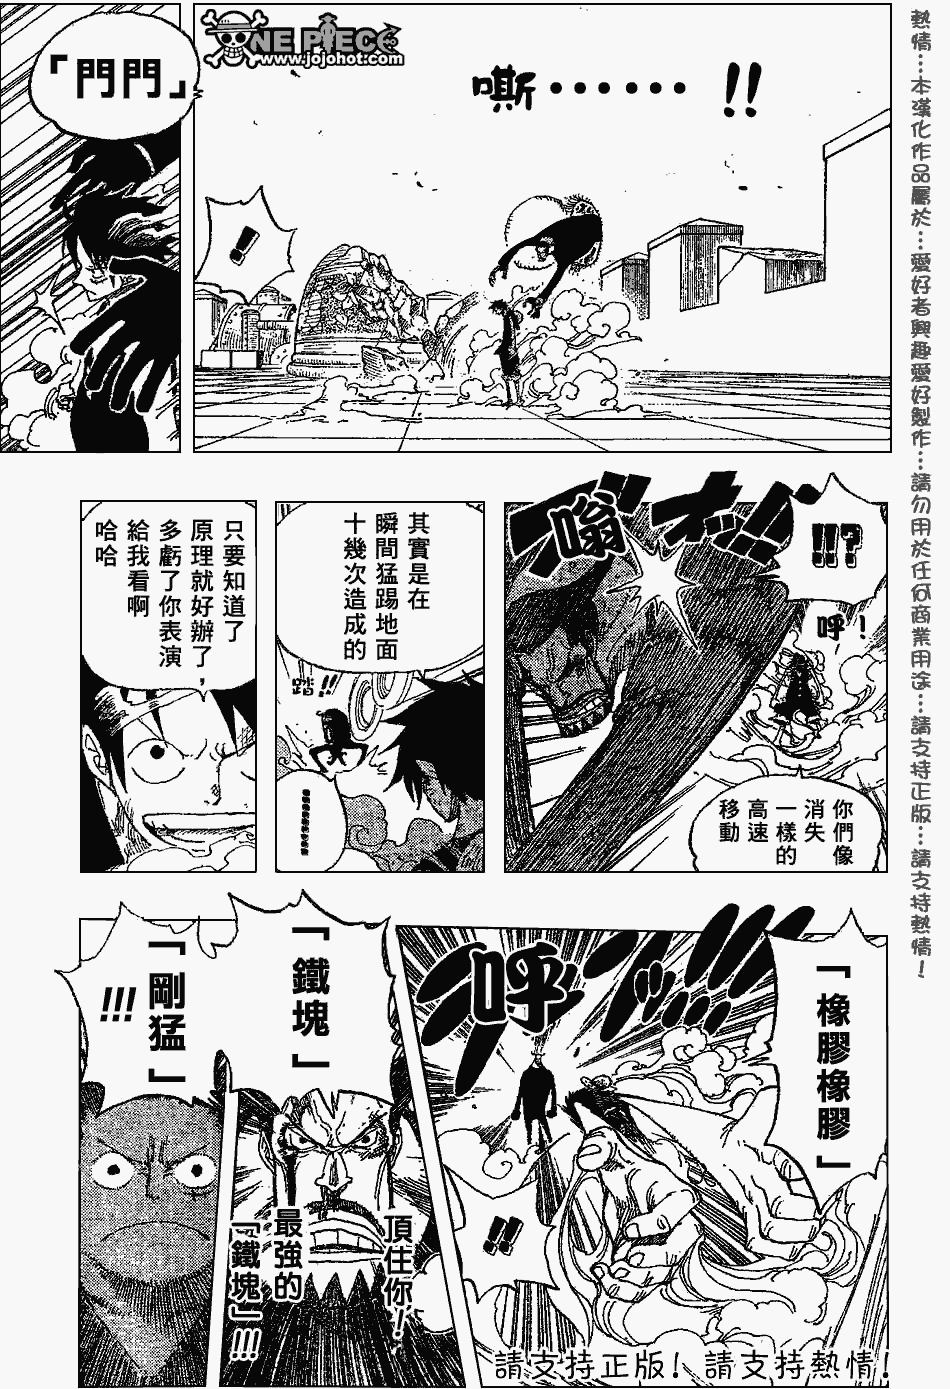 ONE PIECE
www.jojohot.com
嘶‧‧‧‧‧‧!!
!!
「門門」
!!!?
呼!
嗡
你們像
消失
一樣的
高速
移動
其實是在
瞬間猛踢地面
十幾次造成的
踏!!
只要知道了
原理就好辦了，
多虧了你表演
給我看啊
哈哈
「橡膠橡膠」
呼
!!
「鐵塊」
「剛猛」
!!!
頂住你!
最強的
『鐵塊』!!!
請支持正版! 請支持熱情!
熱情…本漢化作品屬於…愛好者興趣愛好製作…請勿用於任何商業用途…請支持正版…請支持熱情!